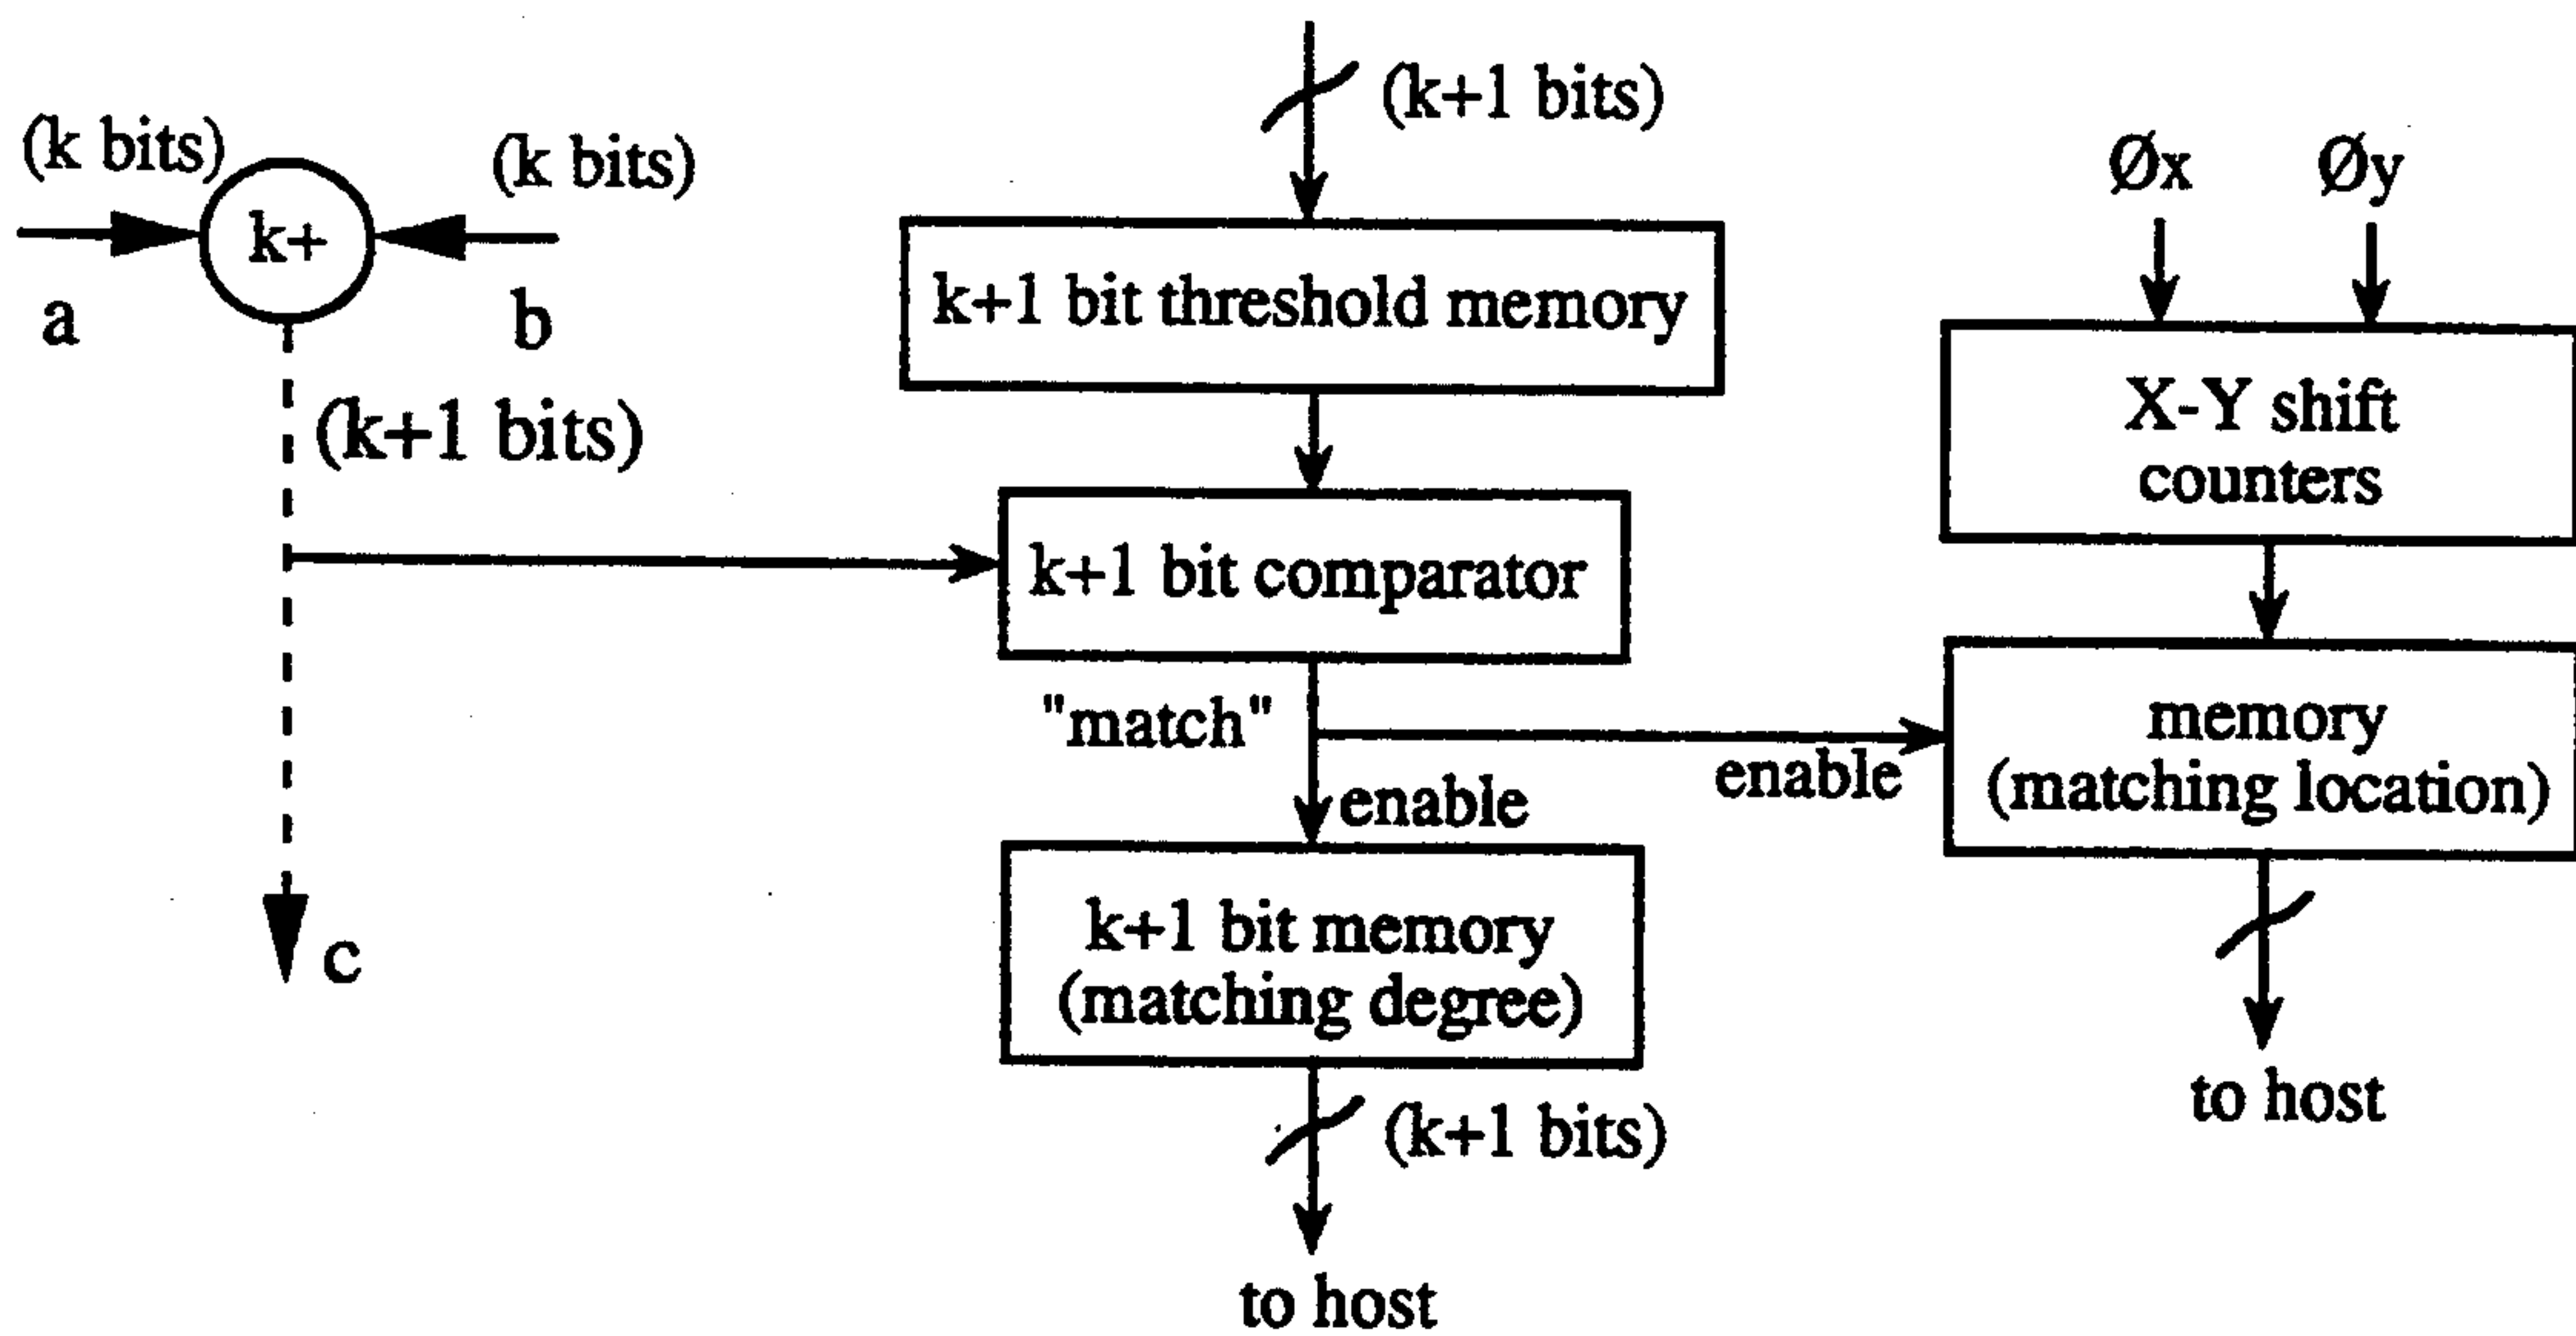 (k bits)
k+
(k bits)
a
b
(k+1 bits)
c
(k+1 bits)
k+1 bit threshold memory
k+1 bit comparator
"match"
enable
enable
k+1 bit memory
(matching degree)
(k+1 bits)
to host
Øx
Øy
X-Y shift
counters
memory
(matching location)
to host